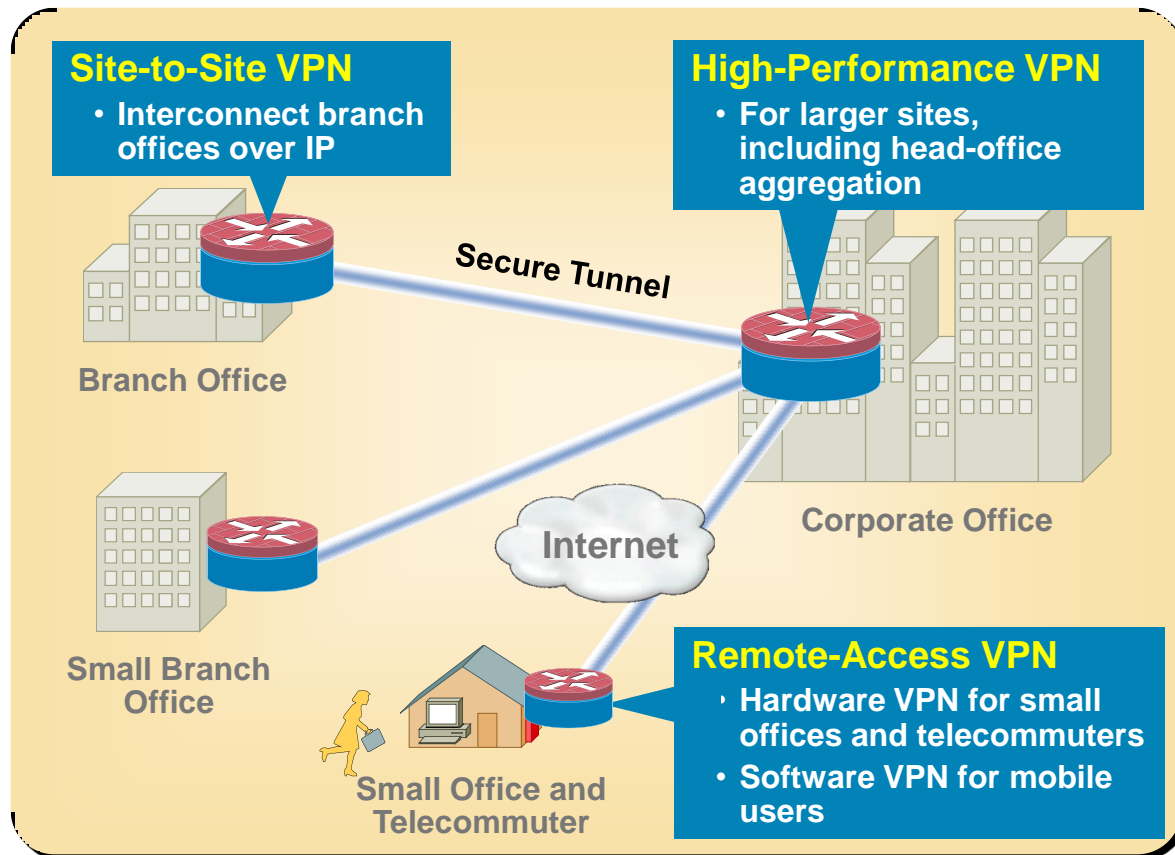 Site-to-Site VPN
• Interconnect branch
offices over IP
High-Performance VPN
• For larger sites,
including head-office
aggregation
Secure Tunnel
Branch Office
Corporate Office
Internet
Small Branch
Office
Small Office and
Telecommuter
Remote-Access VPN
• Hardware VPN for small
offices and telecommuters
• Software VPN for mobile
users